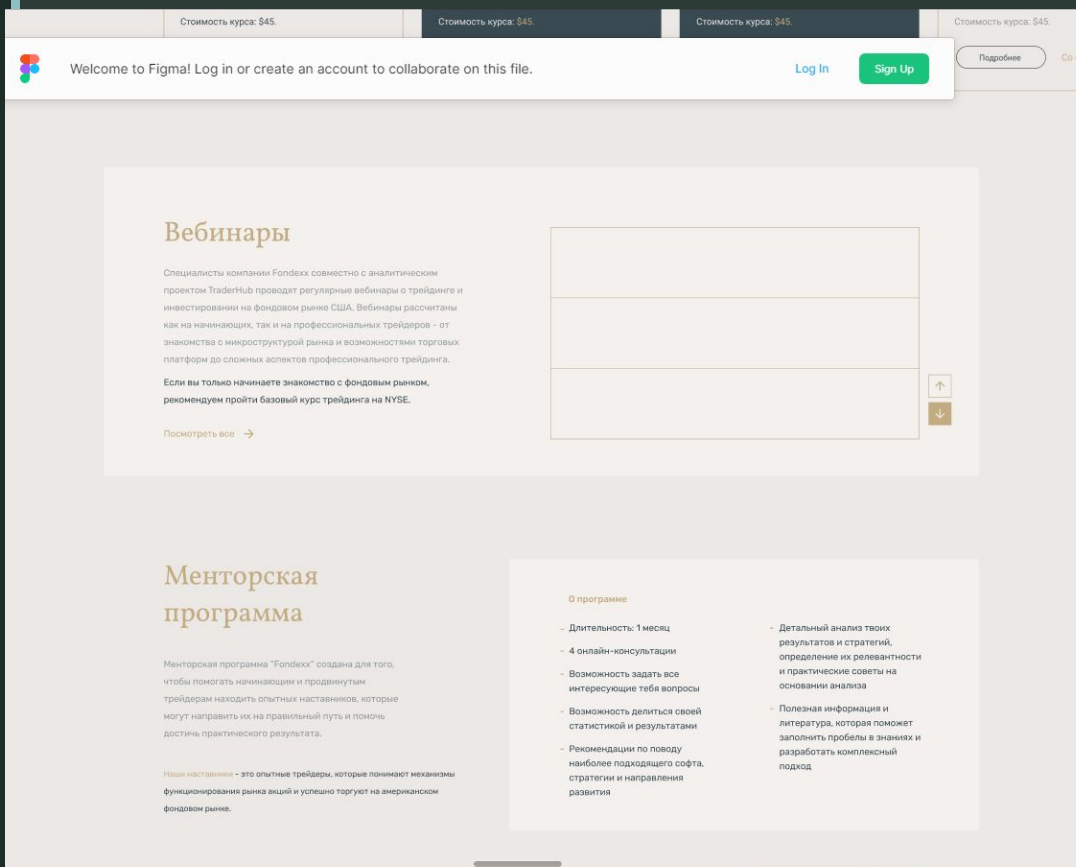 Стоимость курса: $45.
Стоимость курса: $45.
Стоимость курса: $45.
Стоимость курса: $45.
Подробнее
Со
Welcome to Figma! Log in or create an account to collaborate on this file.
Log In
Sign Up
Вебинары
Специалисты компании Fondexx совместно с аналитическим
проектом TraderHub проводят регулярные вебинары о трейдинге и
инвестировании на фондовом рынке США. Вебинары рассчитаны
как на начинающих, так и на профессиональных трейдеров - от
знакомства с микроструктурой рынка и возможностями торговых
платформ до сложных аспектов профессионального трейдинга.
Если вы только начинаете знакомство с фондовым рынком,
рекомендуем пройти базовый курс трейдинга на NYSE.
Посмотреть все
Менторская
программа
Менторская программа "Fondexx" создана для того,
чтобы помогать начинающим и продвинутым
трейдерам находить опытных наставников, которые
могут направить их на правильный путь и помочь
достичь практического результата.
Наши наставники - это опытные трейдеры, которые понимают механизмы
функционирования рынка акций и успешно торгуют на американском
фондовом рынке.
О программе
- Длительность: 1 месяц
- 4 онлайн-консультации
- Возможность задать все
интересующие тебя вопросы
- Возможность делиться своей
статистикой и результатами
- Рекомендации по поводу
наиболее подходящего софта,
стратегии и направления
развития
- Детальный анализ твоих
результатов и стратегий,
определение их релевантности
и практические советы на
основании анализа
- Полезная информация и
литература, которая поможет
заполнить пробелы в знаниях и
разработать комплексный
подход